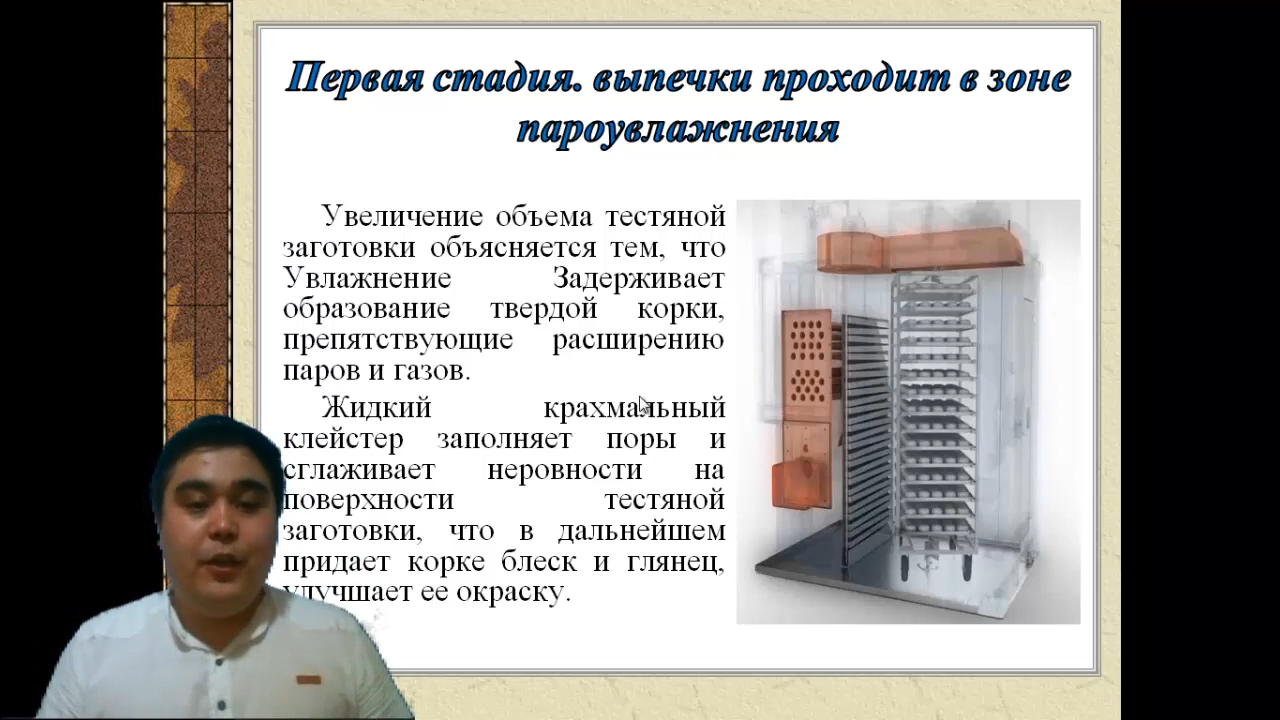 Первая стадия. выпечки проходит в зоне
пароувлажнения
Увеличение объема тестяной
заготовки объясняется тем, что
Увлажнение Задерживает
образование твердой корки,
препятствующие расширению
паров и газов.
Жидкий крахмальный
клейстер заполняет поры и
сглаживает неровности на
поверхности тестяной
заготовки, что в дальнейшем
придает корке блеск и глянец,
улучшает ее окраску.